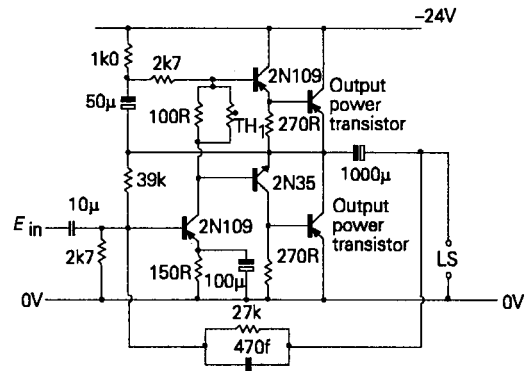 –24V
1k0
2k7
2N109
Output
power
transistor
50µ
100R
TH1
270R
39k
2N35
1000µ
10µ
Output
power
transistor
Ein
2N109
2k7
150R
100µ
270R
LS
0V
0V
27k
470f